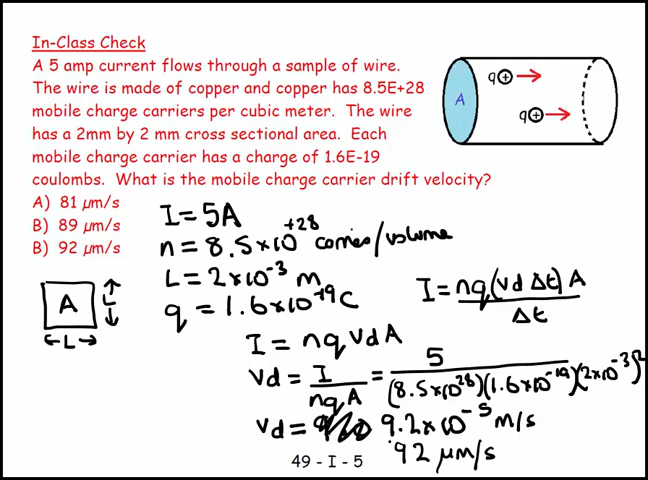 In-Class Check
A 5 amp current flows through a sample of wire.
The wire is made of copper and copper has 8.5E+28
mobile charge carriers per cubic meter. The wire
has a 2mm by 2 mm cross sectional area. Each
mobile charge carrier has a charge of 1.6E-19
coulombs. What is the mobile charge carrier drift velocity?
A) 81 µm/s
B) 89 µm/s
B) 92 µm/s
A
q + →
q + →
I = 5A
n = 8.5×10^+28 carries/volume
L = 2×10^-3 m
q = 1.6×10^-19 C
A
L
← L →
I = nq(vd Δt) A / Δt
I = nq vd A
vd = I / nqA = 5 / (8.5×10^28)(1.6×10^-19)(2×10^-3)^2
vd = 9.2×10^-5 m/s
92 µm/s
49 - I - 5